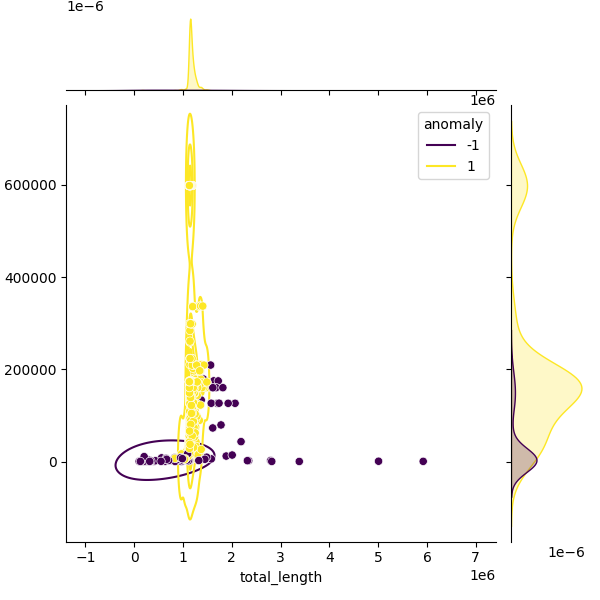 1e−6
1e6
anomaly
-1
1
600000
400000
200000
0
1e−6
−1 0 1 2 3 4 5 6 7
total_length 1e6